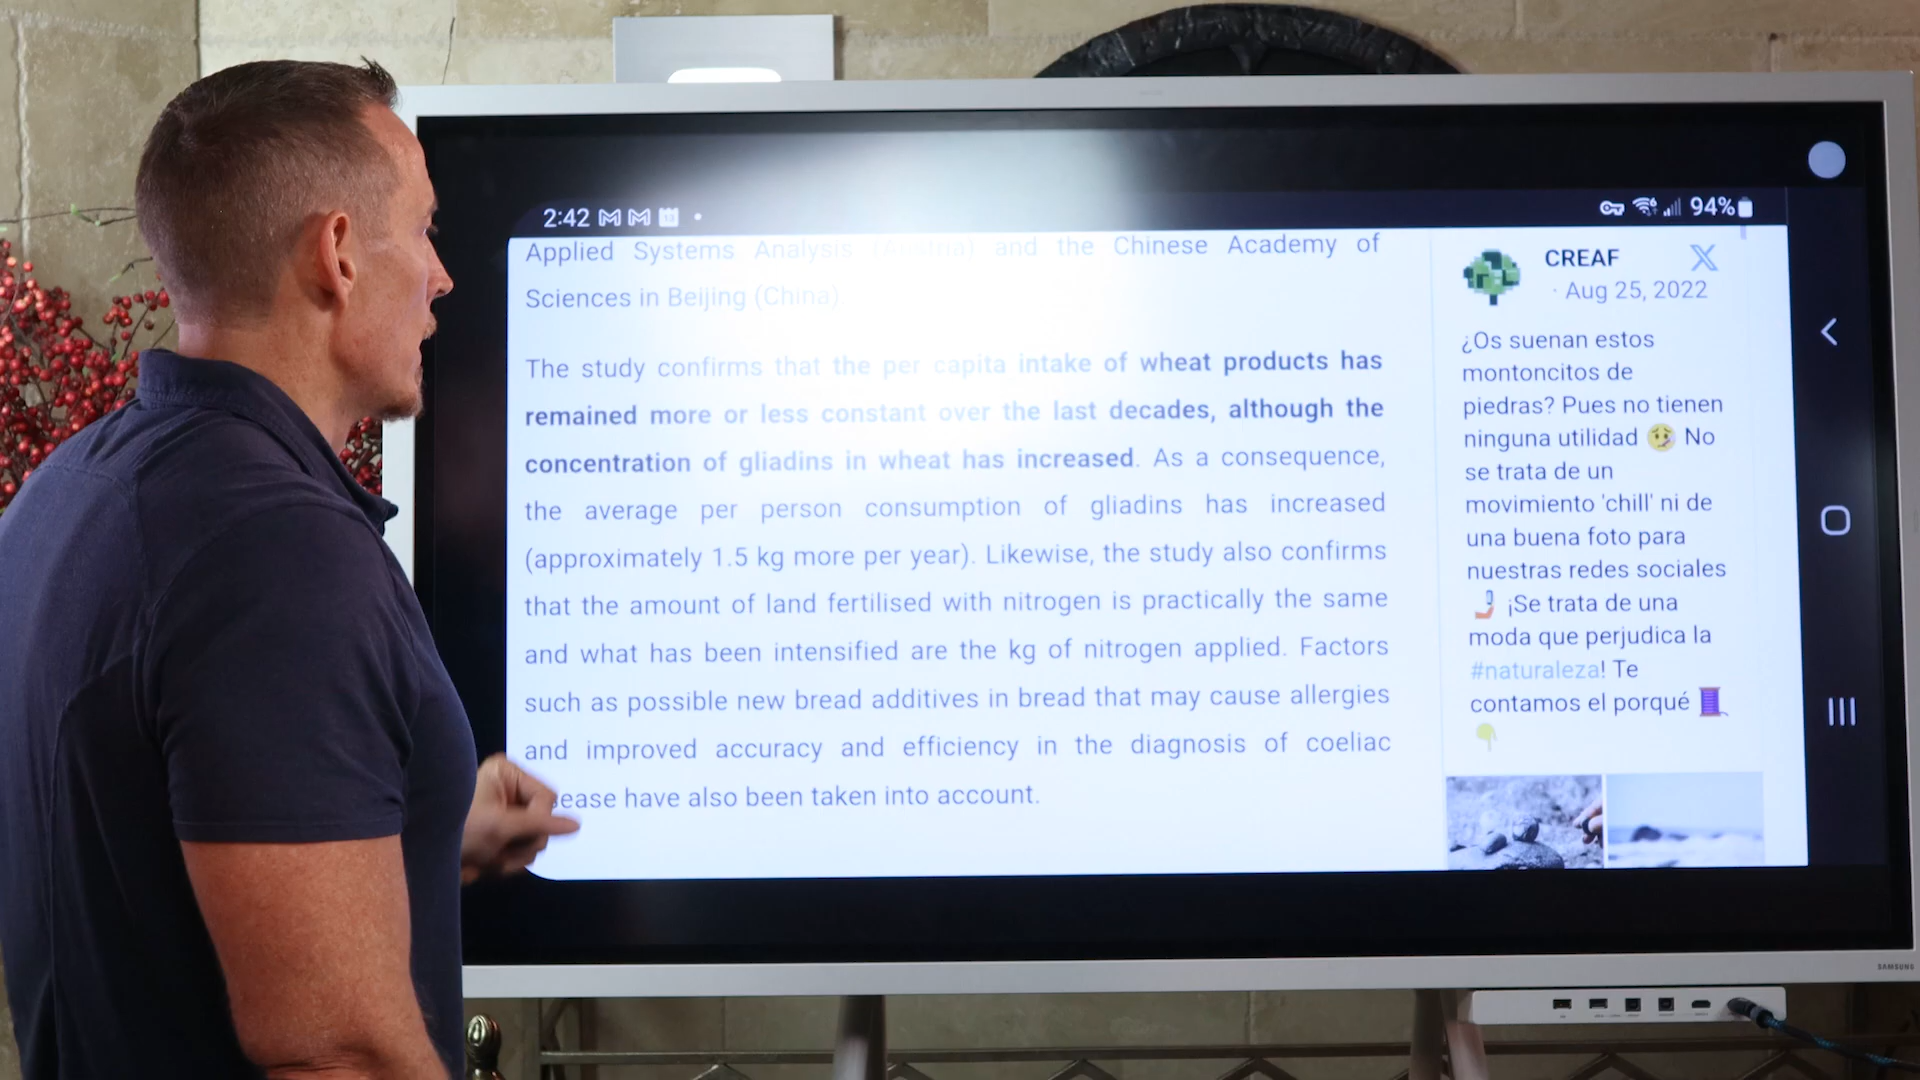 2:42
94%
Applied Systems Analysis (Austria) and the Chinese Academy of
Sciences in Beijing (China)
The study confirms that the per capita intake of wheat products has
remained more or less constant over the last decades, although the
concentration of gliadins in wheat has increased. As a consequence,
the average per person consumption of gliadins has increased
(approximately 1.5 kg more per year). Likewise, the study also confirms
that the amount of land fertilised with nitrogen is practically the same
and what has been intensified are the kg of nitrogen applied. Factors
such as possible new bread additives in bread that may cause allergies
and improved accuracy and efficiency in the diagnosis of coeliac
ease have also been taken into account.
CREAF
· Aug 25, 2022
¿Os suenan estos
montoncitos de
piedras? Pues no tienen
ninguna utilidad 🤒 No
se trata de un
movimiento 'chill' ni de
una buena foto para
nuestras redes sociales
🤳 ¡Se trata de una
moda que perjudica la
#naturaleza! Te
contamos el porqué 🧵
👇
SAMSUNG